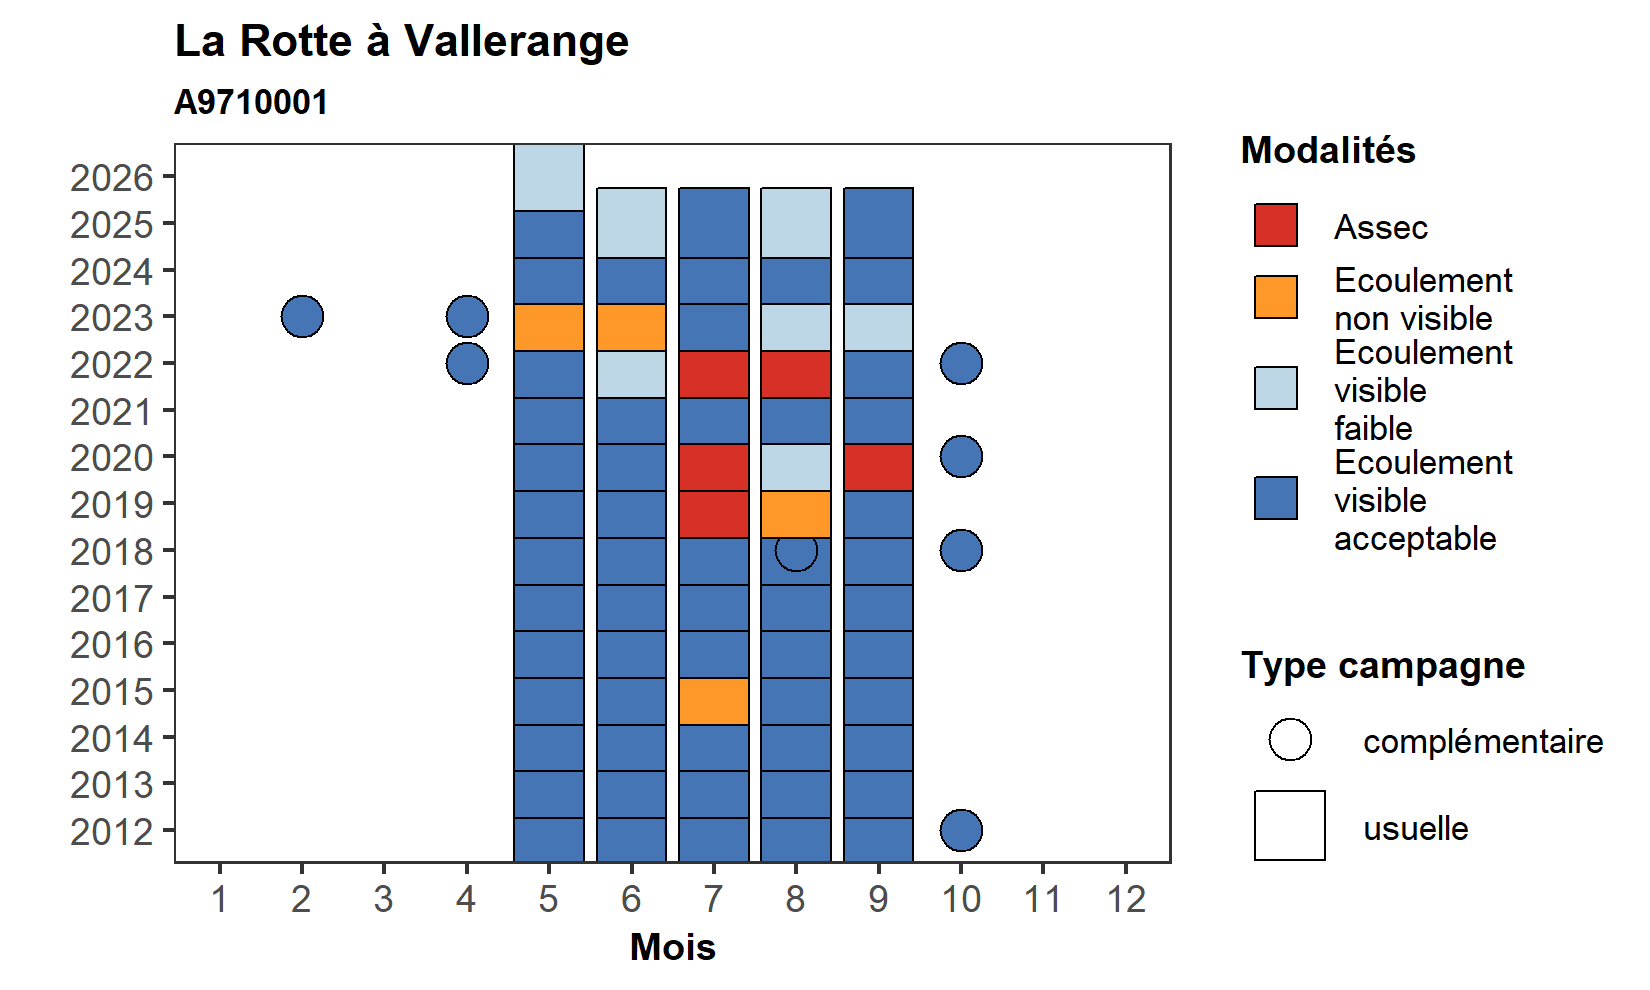 La Rotte à Vallerange
A9710001
2026
2025
2024
2023
2022
2021
2020
2019
2018
2017
2016
2015
2014
2013
2012
1 2 3 4 5 6 7 8 9 10 11 12
Mois
Modalités
Assec
Ecoulement
non visible
Ecoulement
visible
faible
Ecoulement
visible
acceptable
Type campagne
complémentaire
usuelle